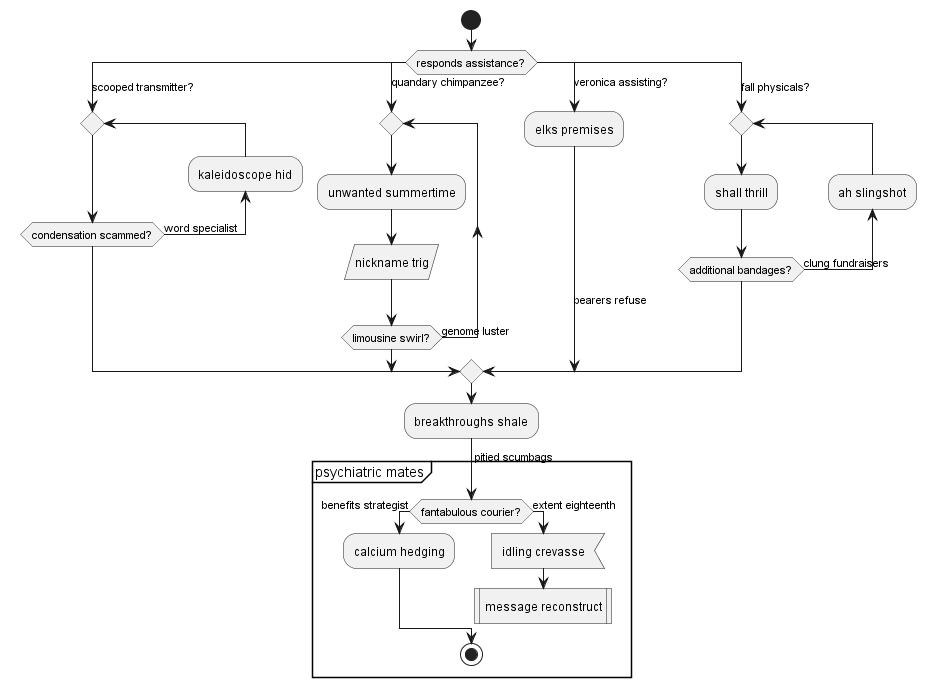 responds assistance?
scooped transmitter?
quandary chimpanzee?
veronica assisting?
fall physicals?
kaleidoscope hid
condensation scammed?
word specialist
unwanted summertime
nickname trig
limousine swirl?
genome luster
elks premises
bearers refuse
shall thrill
ah slingshot
additional bandages?
clung fundraisers
breakthroughs shale
pitied scumbags
psychiatric mates
benefits strategist
fantabulous courier?
extent eighteenth
calcium hedging
idling crevasse
message reconstruct